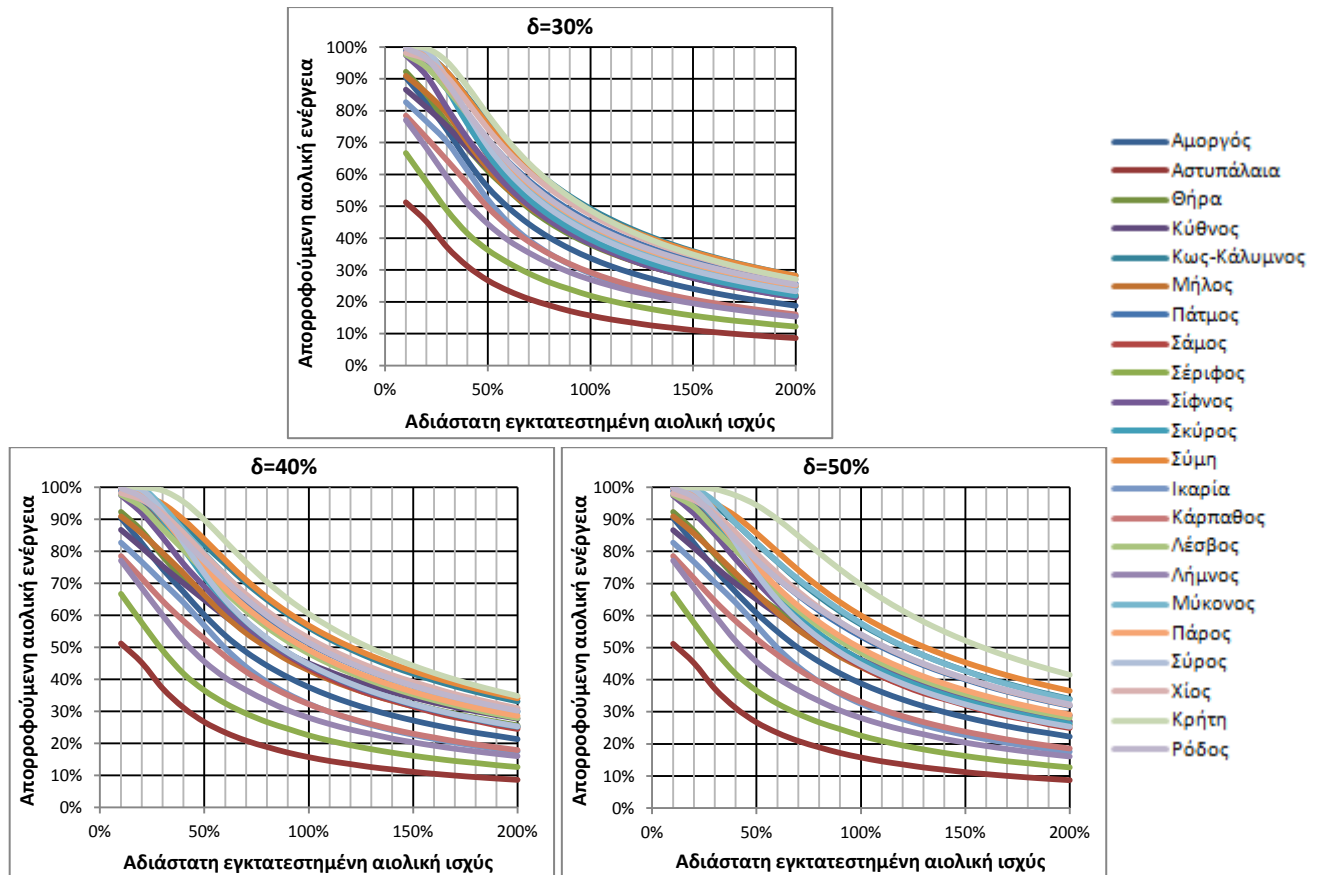 δ=30%
Απορροφούμενη αιολική ενέργεια
100%
90%
80%
70%
60%
50%
40%
30%
20%
10%
0%
0% 50% 100% 150% 200%
Αδιάστατη εγκτατεστημένη αιολική ισχύς
δ=40%
Απορροφούμενη αιολική ενέργεια
100%
90%
80%
70%
60%
50%
40%
30%
20%
10%
0%
0% 50% 100% 150% 200%
Αδιάστατη εγκτατεστημένη αιολική ισχύς
δ=50%
Απορροφούμενη αιολική ενέργεια
100%
90%
80%
70%
60%
50%
40%
30%
20%
10%
0%
0% 50% 100% 150% 200%
Αδιάστατη εγκτατεστημένη αιολική ισχύς
Αμοργός
Αστυπάλαια
Θήρα
Κύθνος
Κως-Κάλυμνος
Μήλος
Πάτμος
Σάμος
Σέριφος
Σίφνος
Σκύρος
Σύμη
Ικαρία
Κάρπαθος
Λέσβος
Λήμνος
Μύκονος
Πάρος
Σύρος
Χίος
Κρήτη
Ρόδος